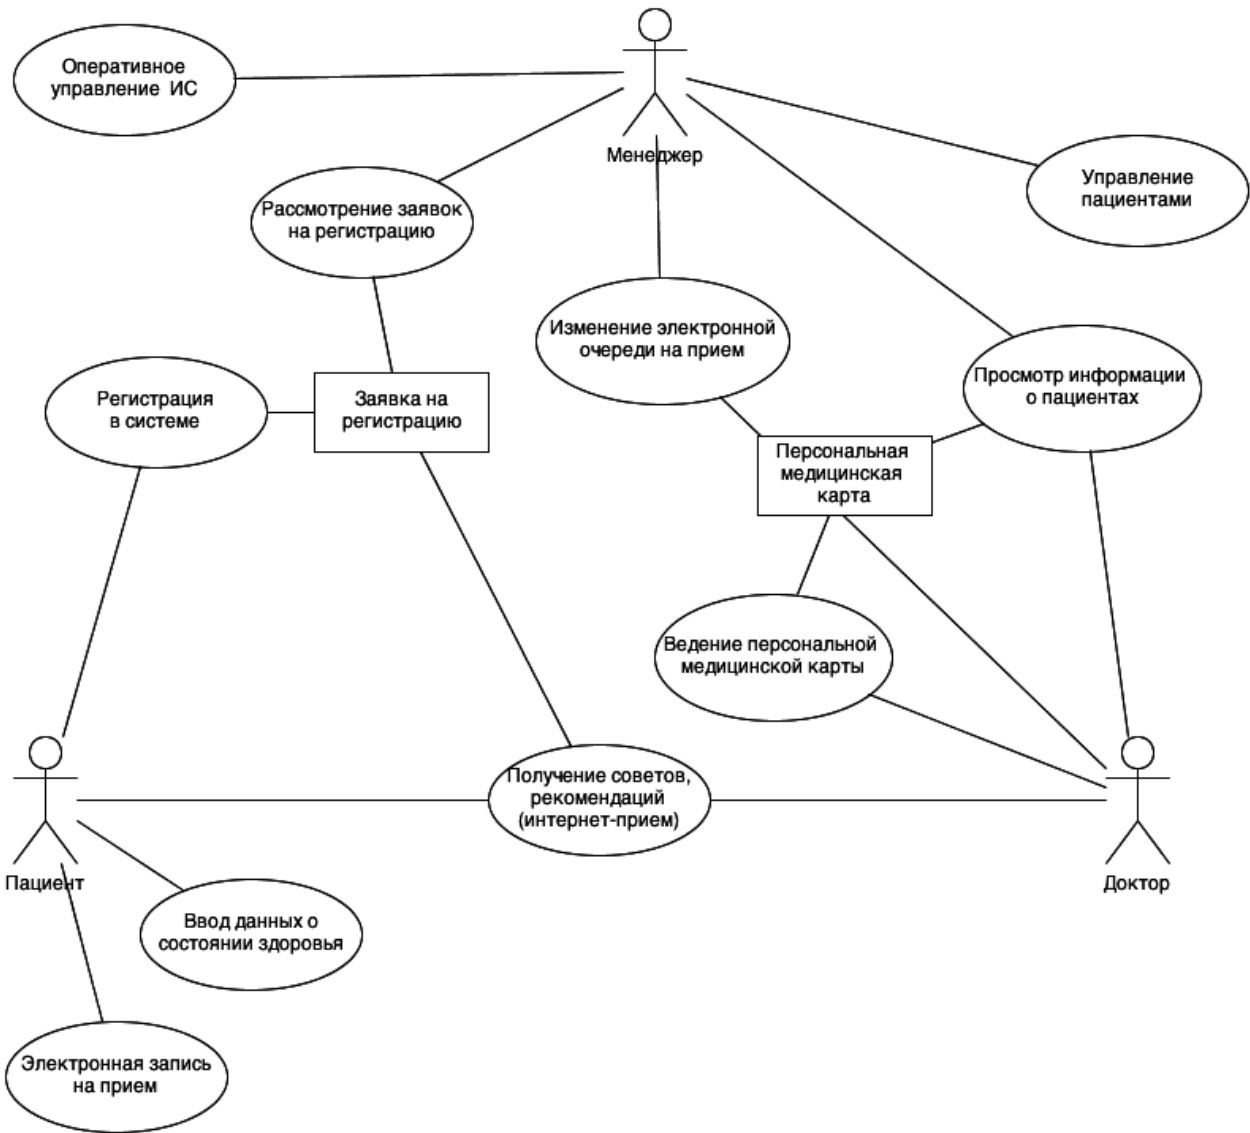 Оперативное
управление ИС
Менеджер
Управление
пациентами
Рассмотрение заявок
на регистрацию
Изменение электронной
очереди на прием
Просмотр информации
о пациентах
Регистрация
в системе
Заявка на
регистрацию
Персональная
медицинская
карта
Ведение персональной
медицинской карты
Получение советов,
рекомендаций
(интернет-прием)
Пациент
Доктор
Ввод данных о
состоянии здоровья
Электронная запись
на прием